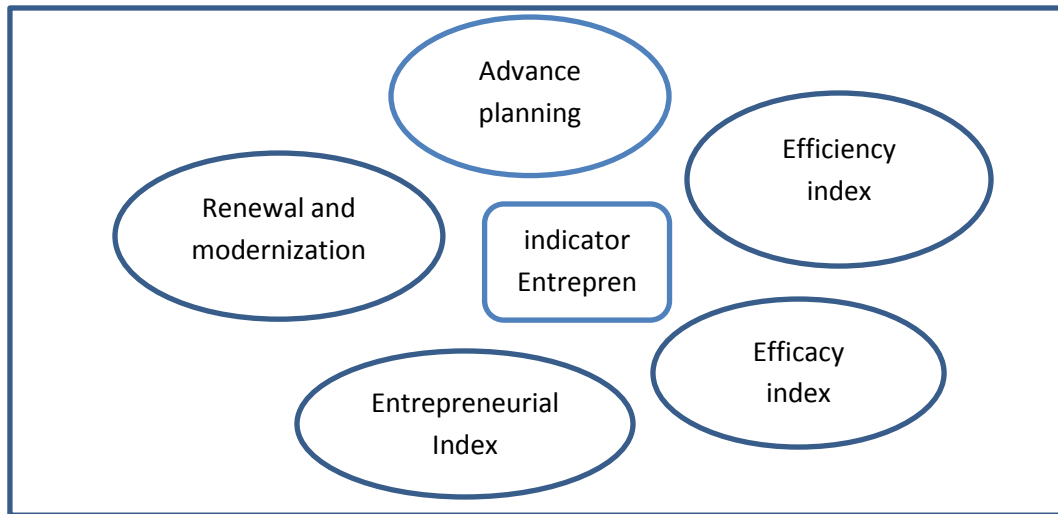 Advance
planning
Efficiency
index
Renewal and
modernization
indicator
Entrepren
Efficacy
index
Entrepreneurial
Index